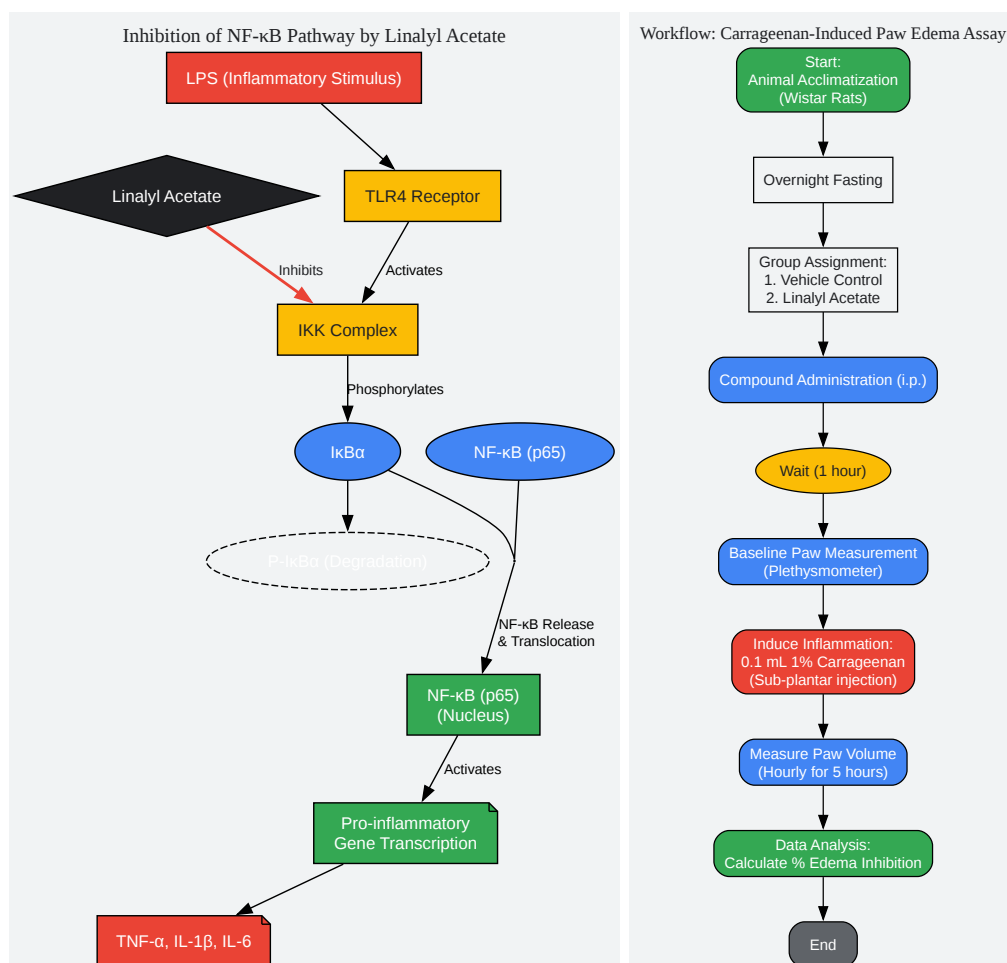 Inhibition of NF-κB Pathway by Linalyl Acetate
LPS (Inflammatory Stimulus)
Linalyl Acetate
TLR4 Receptor
Inhibits
Activates
IKK Complex
Phosphorylates
IκBα
NF-κB (p65)
P-IκBα (Degradation)
NF-κB Release
& Translocation
NF-κB (p65)
(Nucleus)
Activates
Pro-inflammatory
Gene Transcription
TNF-α, IL-1β, IL-6
Workflow: Carrageenan-Induced Paw Edema Assay
Start:
Animal Acclimatization
(Wistar Rats)
Overnight Fasting
Group Assignment:
1. Vehicle Control
2. Linalyl Acetate
Compound Administration (i.p.)
Wait (1 hour)
Baseline Paw Measurement
(Plethysmometer)
Induce Inflammation:
0.1 mL 1% Carrageenan
(Sub-plantar injection)
Measure Paw Volume
(Hourly for 5 hours)
Data Analysis:
Calculate % Edema Inhibition
End